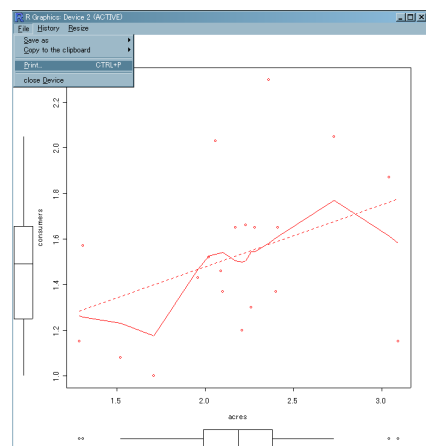 R Graphics: Device 2 (ACTIVE)
File History Resize
Save as
Copy to the clipboard
Print... CTRL+P
close Device
2.2
2.0
1.8
1.6
1.4
1.2
1.0
consumers
1.5 2.0 2.5 3.0
acres